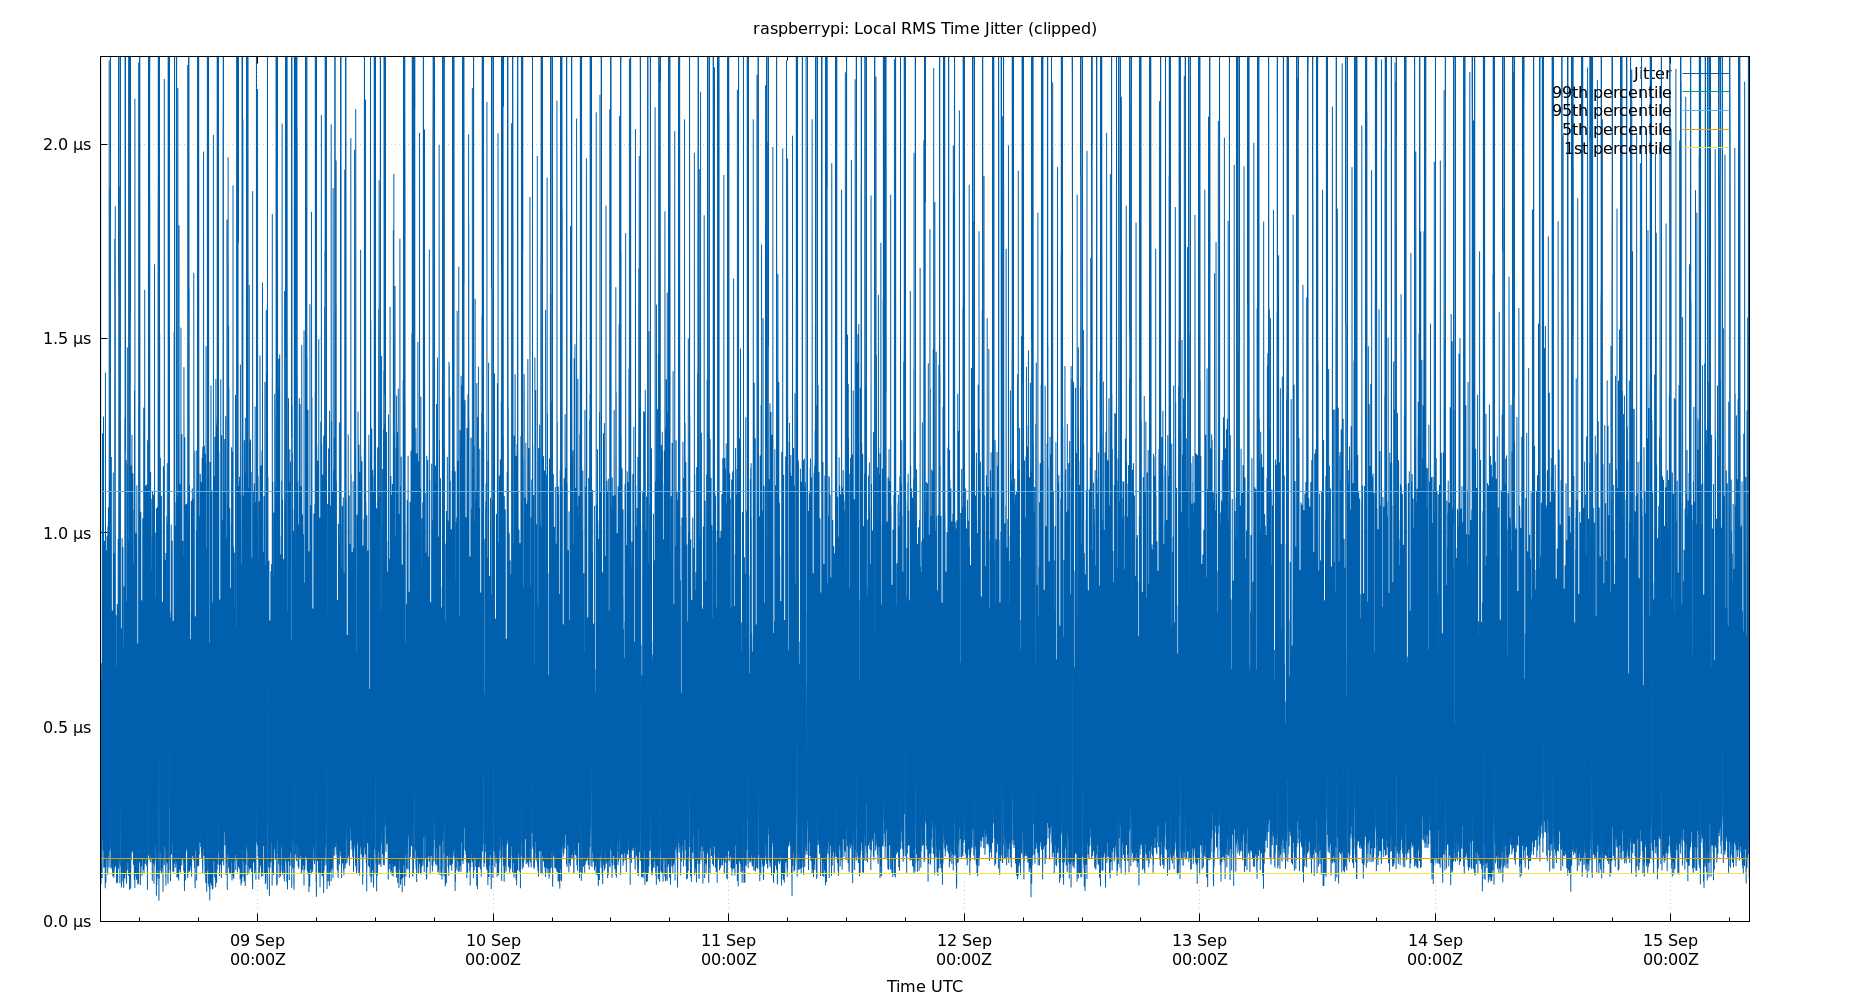 raspberrypi: Local RMS Time Jitter (clipped)
Jitter
99th percentile
95th percentile
5th percentile
1st percentile
2.0 µs
1.5 µs
1.0 µs
0.5 µs
0.0 µs
09 Sep 10 Sep 11 Sep 12 Sep 13 Sep 14 Sep 15 Sep
00:00Z 00:00Z 00:00Z 00:00Z 00:00Z 00:00Z 00:00Z
Time UTC